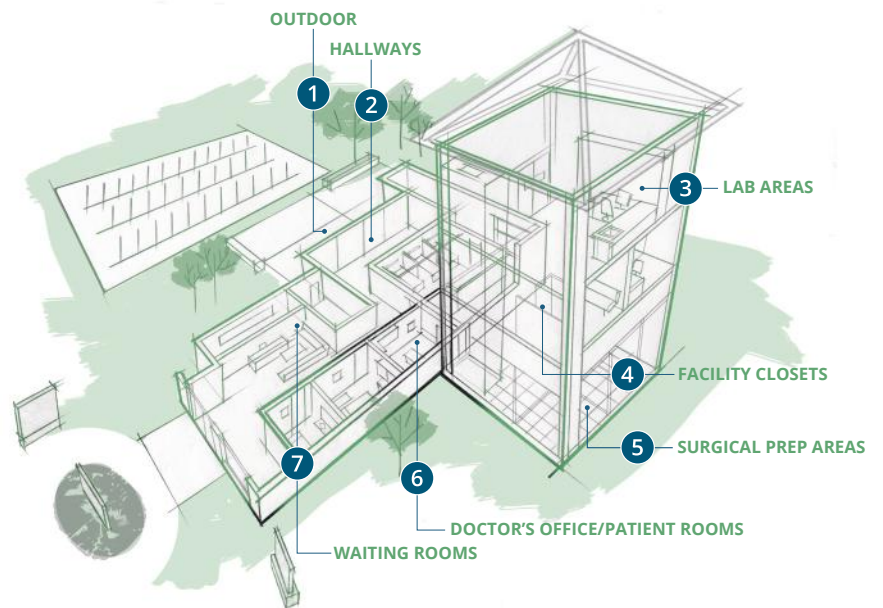 OUTDOOR
1
HALLWAYS
2
3 LAB AREAS
4 FACILITY CLOSETS
5 SURGICAL PREP AREAS
6
DOCTOR'S OFFICE/PATIENT ROOMS
7
WAITING ROOMS